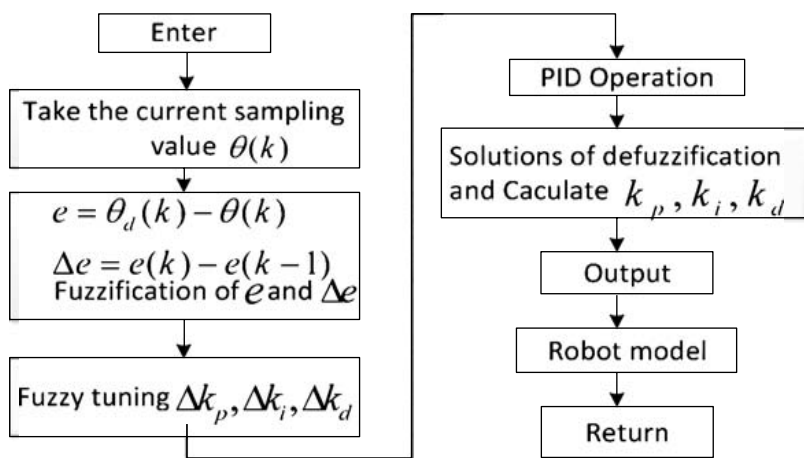 Enter
Take the current sampling
value θ(k)
e = θ_d(k) − θ(k)
Δe = e(k) − e(k−1)
Fuzzification of e and Δe
Fuzzy tuning Δk_p, Δk_i, Δk_d
PID Operation
Solutions of defuzzification
and Caculate k_p, k_i, k_d
Output
Robot model
Return